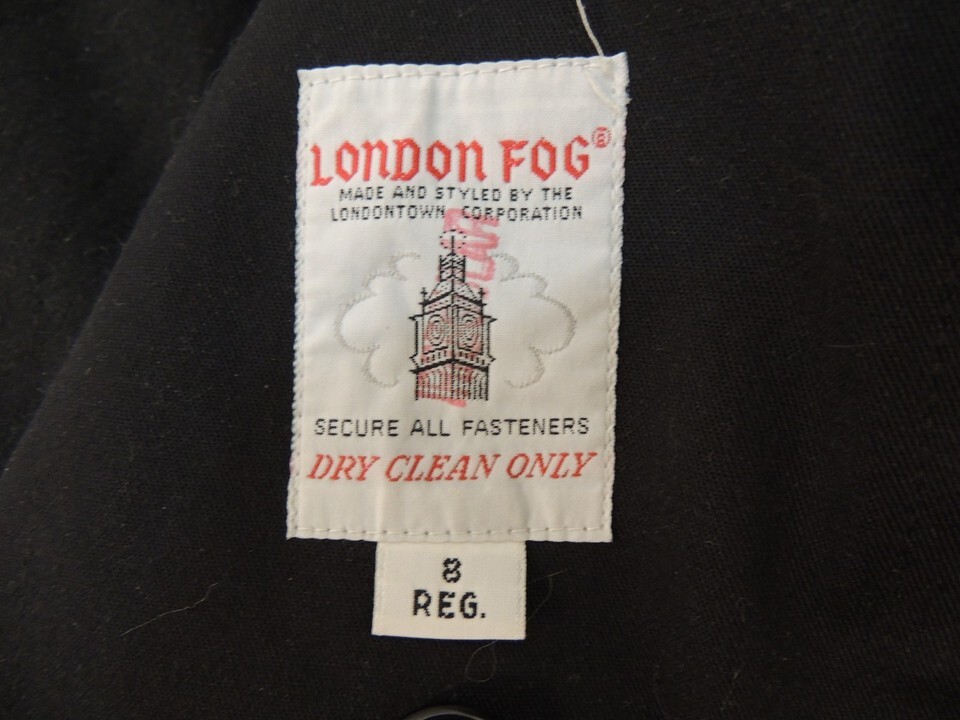 LONDON FOG®
MADE AND STYLED BY THE
LONDONTOWN CORPORATION
SECURE ALL FASTENERS
DRY CLEAN ONLY
8
REG.